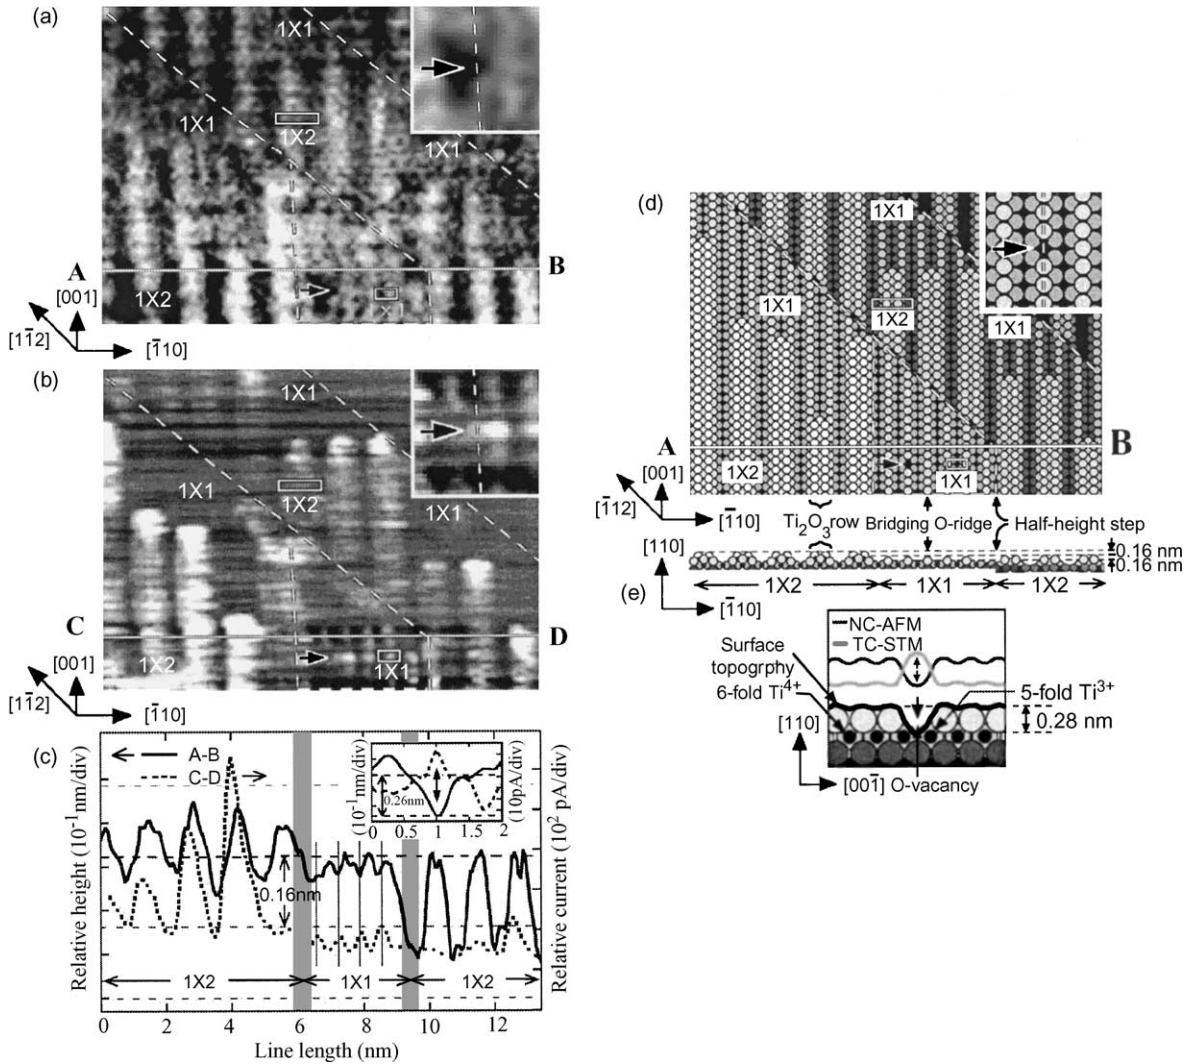 (a)
1X1
1X1
1X2
1X1
A
B
[001]
1X2
[11̅2]
[1̅10]
(b)
1X1
1X1
1X2
1X1
C
D
[001]
1X2
1X1
[11̅2]
[1̅10]
(c)
A-B
C-D
Relative height (10⁻¹nm/div)
Relative current (10² pA/div)
(10⁻¹nm/div)
(10pA/div)
0.26nm
0 0.5 1 1.5 2
0.16nm
1X2
1X1
1X2
0 2 4 6 8 10 12
Line length (nm)
(d)
1X1
1X1
1X2
1X1
A
B
[001]
1X2
1X1
[1̅12]
[1̅10]
Ti₂O₃row
Bridging O-ridge
Half-height step
[110]
0.16 nm
0.16 nm
1X2
1X1
1X2
[1̅10]
(e)
NC-AFM
TC-STM
Surface
topogrphy
6-fold Ti⁴⁺
5-fold Ti³⁺
0.28 nm
[110]
[001̅]
O-vacancy